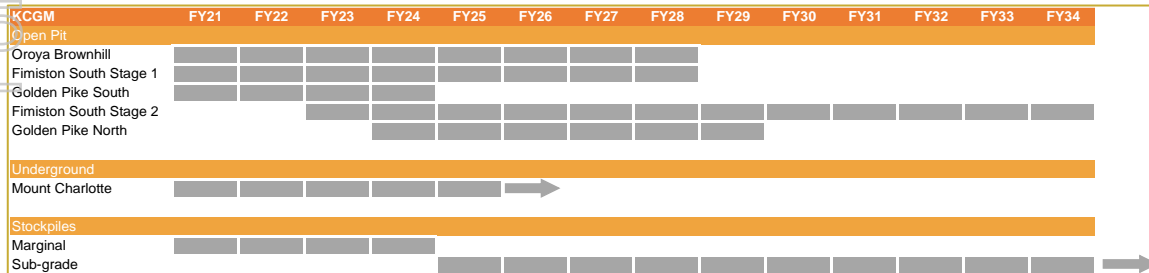 KCGM FY21 FY22 FY23 FY24 FY25 FY26 FY27 FY28 FY29 FY30 FY31 FY32 FY33 FY34
Open Pit
Oroya Brownhill
Fimiston South Stage 1
Golden Pike South
Fimiston South Stage 2
Golden Pike North
Underground
Mount Charlotte
Stockpiles
Marginal
Sub-grade